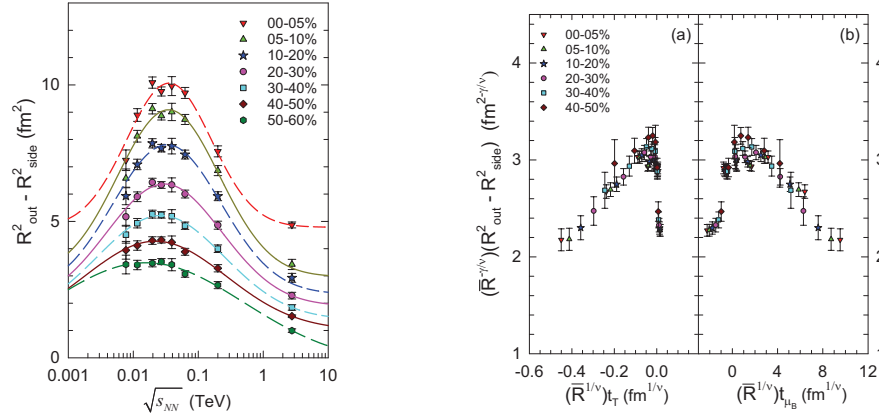 00-05%
05-10%
10-20%
20-30%
30-40%
40-50%
50-60%
10
5
0
0.001 0.01 0.1 1 10
√s_NN (TeV)
R²out - R²side (fm²)
(a)
00-05%
05-10%
10-20%
20-30%
30-40%
40-50%
(b)
4
3
2
1
-0.6 -0.4 -0.2 0.0
0 4 8 12
4
3
2
(R̅^-γ/ν)(R²out - R²side) (fm^2-γ/ν)
(R̅^1/ν)t_T (fm^1/ν)
(R̅^1/ν)t_μB (fm^1/ν)